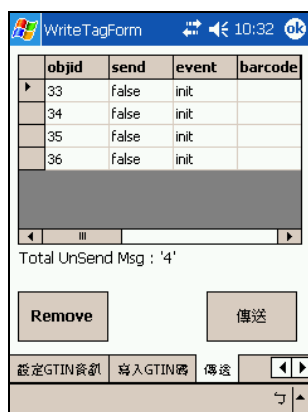 WriteTagForm 10:32 ok
objid send event barcode
33 false init
34 false init
35 false init
36 false init
Total UnSend Msg : '4'
Remove 傳送
設定GTIN資訊 寫入GTIN碼 傳送
ㄅ